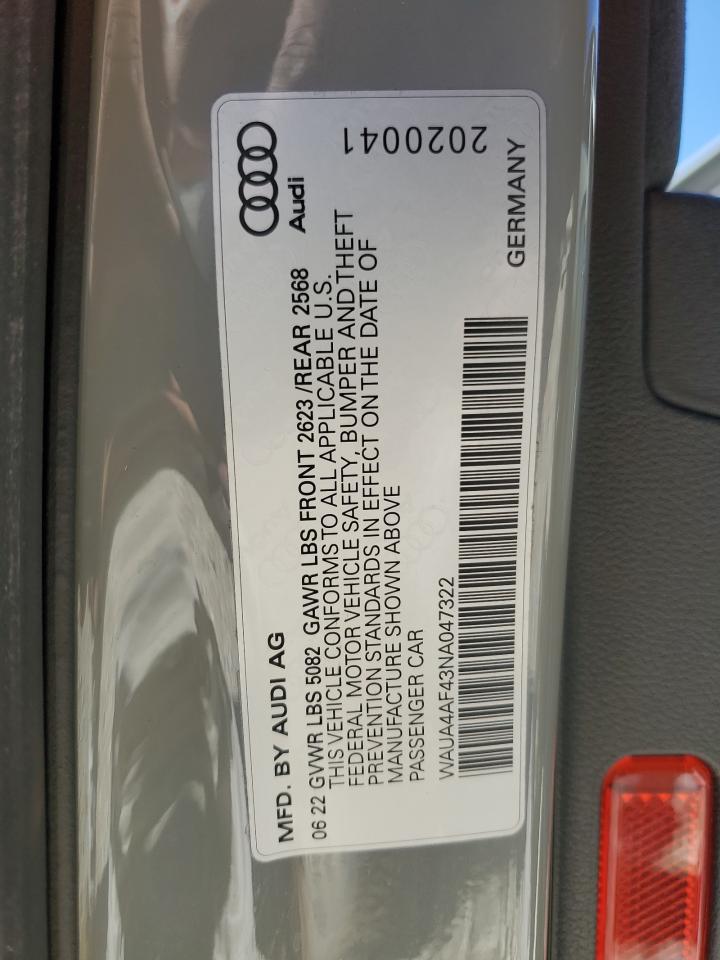 MFD. BY AUDI AG
Audi
06 22 GVWR LBS 5082 GAWR LBS FRONT 2623 /REAR 2568
THIS VEHICLE CONFORMS TO ALL APPLICABLE U.S.
FEDERAL MOTOR VEHICLE SAFETY, BUMPER AND THEFT
PREVENTION STANDARDS IN EFFECT ON THE DATE OF
MANUFACTURE SHOWN ABOVE
PASSENGER CAR
WAUA4AF43NA047322
GERMANY
2020041